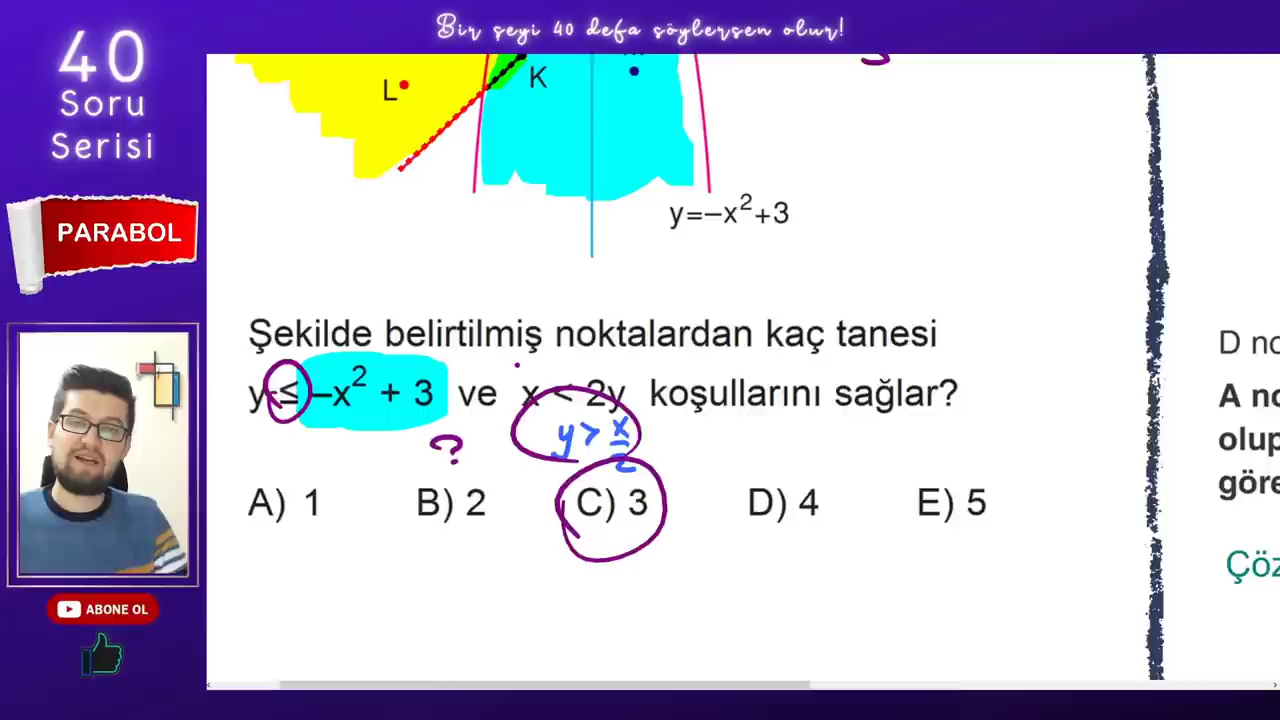 Bir şeyi 40 defa söylersen olur!
40
Soru
Serisi
PARABOL
ABONE OL
L
K
y=–x²+3
Şekilde belirtilmiş noktalardan kaç tanesi
y ≤ –x² + 3 ve x < 2y koşullarını sağlar?
?
y > x/2
A) 1 B) 2 C) 3 D) 4 E) 5
D no
A no
olup
göre
Çöz